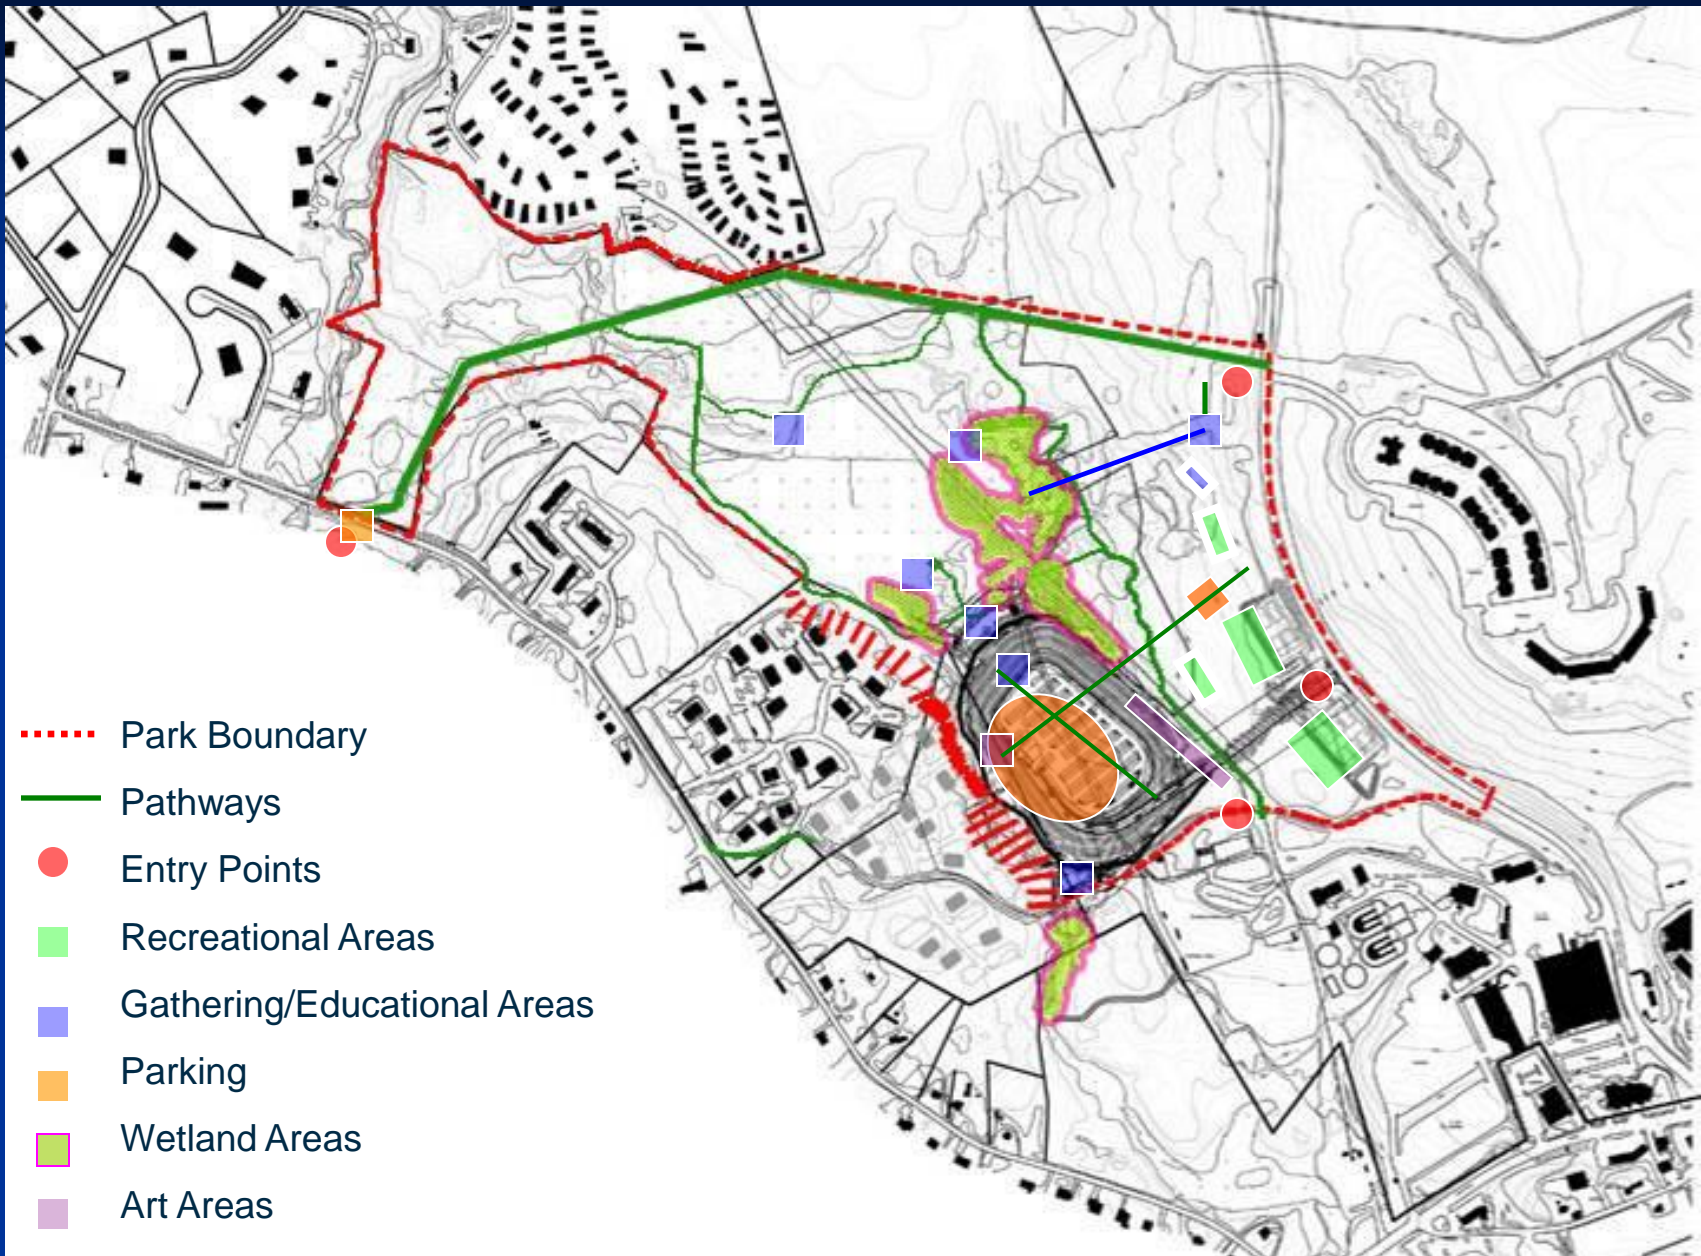 Park Boundary
Pathways
Entry Points
Recreational Areas
Gathering/Educational Areas
Parking
Wetland Areas
Art Areas